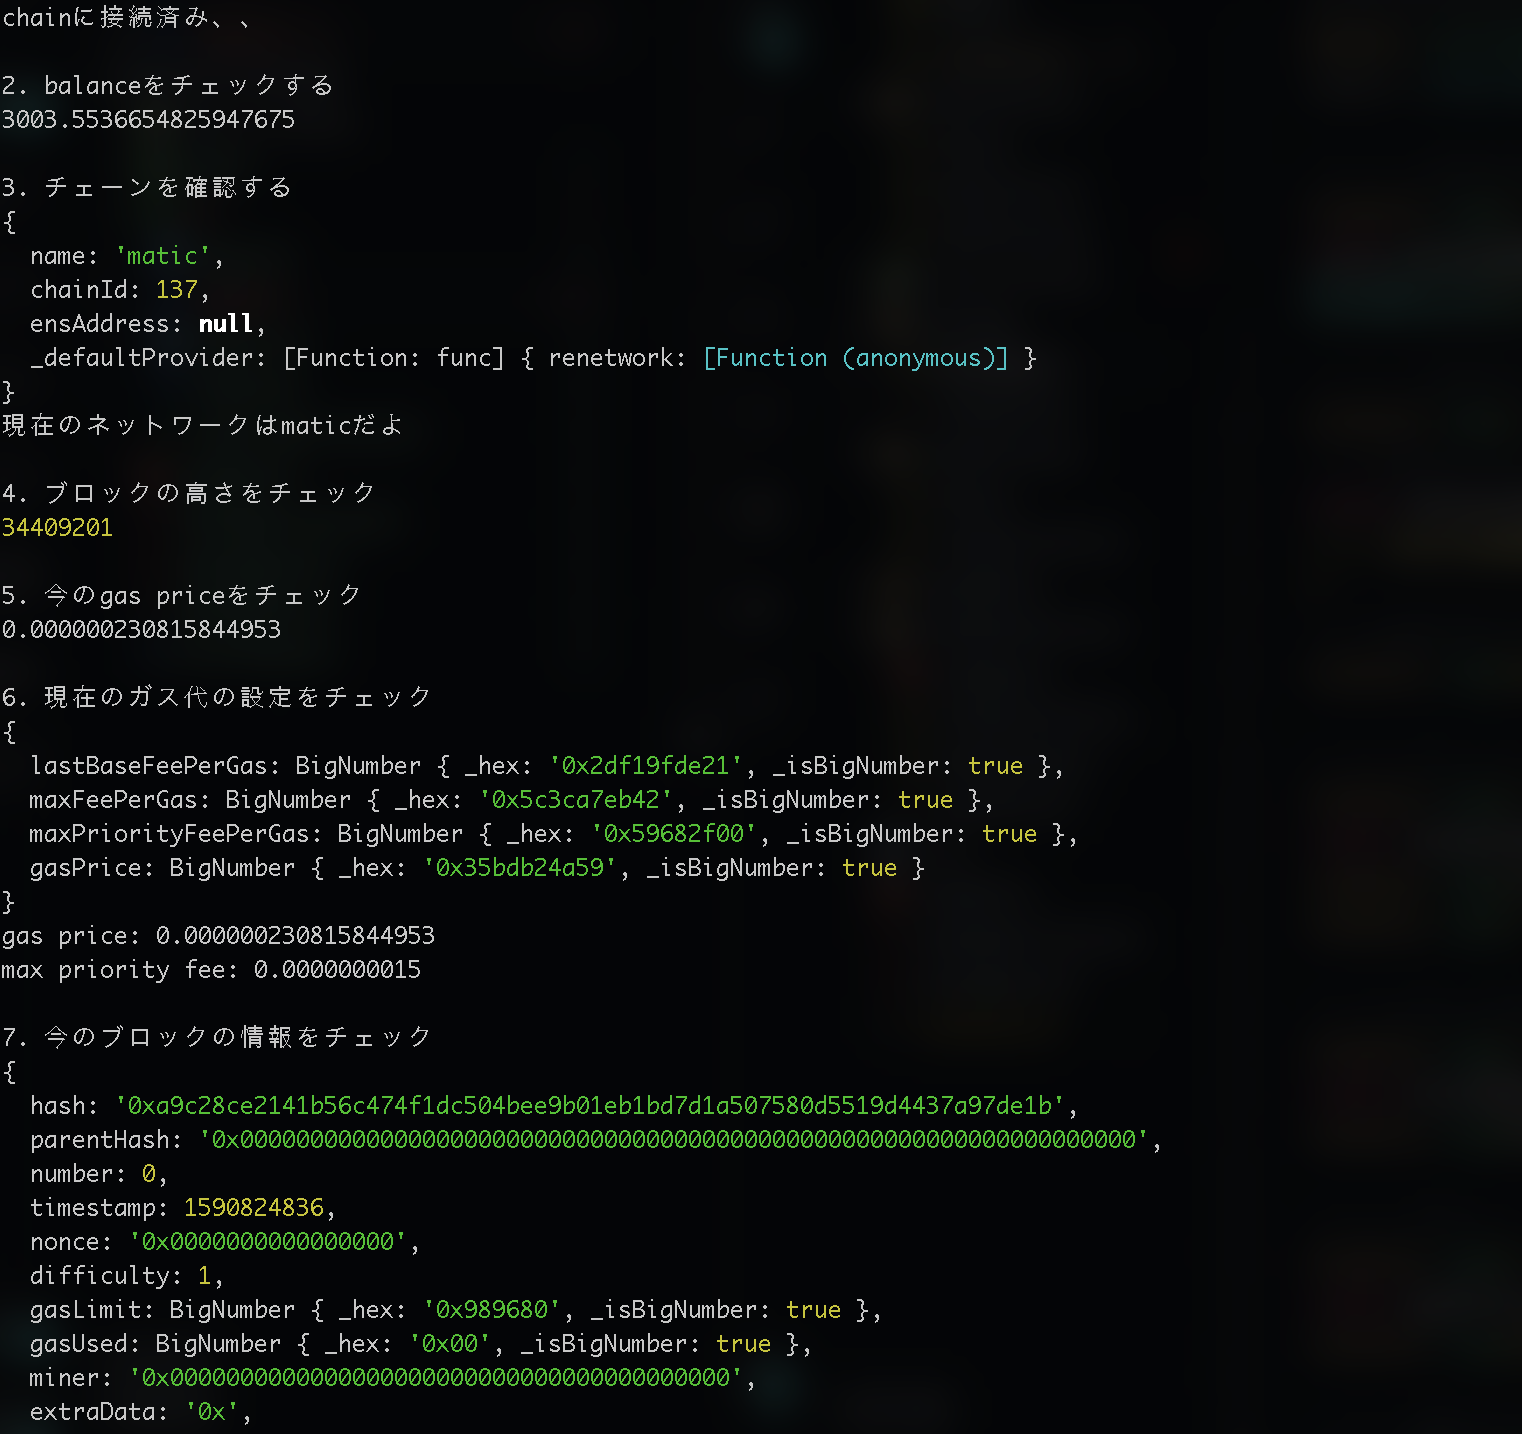 chainに接続済み、、
2. balanceをチェックする
3003.5536654825947675
3. チェーンを確認する
{
name: 'matic',
chainId: 137,
ensAddress: null,
_defaultProvider: [Function: func] { renetwork: [Function (anonymous)] }
}
現在のネットワークはmaticだよ
4. ブロックの高さをチェック
34409201
5. 今のgas priceをチェック
0.000000230815844953
6. 現在のガス代の設定をチェック
{
lastBaseFeePerGas: BigNumber { _hex: '0x2df19fde21', _isBigNumber: true },
maxFeePerGas: BigNumber { _hex: '0x5c3ca7eb42', _isBigNumber: true },
maxPriorityFeePerGas: BigNumber { _hex: '0x59682f00', _isBigNumber: true },
gasPrice: BigNumber { _hex: '0x35bdb24a59', _isBigNumber: true }
}
gas price: 0.000000230815844953
max priority fee: 0.0000000015
7. 今のブロックの情報をチェック
{
hash: '0xa9c28ce2141b56c474f1dc504bee9b01eb1bd7d1a507580d5519d4437a97de1b',
parentHash: '0x0000000000000000000000000000000000000000000000000000000000000000',
number: 0,
timestamp: 1590824836,
nonce: '0x0000000000000000',
difficulty: 1,
gasLimit: BigNumber { _hex: '0x989680', _isBigNumber: true },
gasUsed: BigNumber { _hex: '0x00', _isBigNumber: true },
miner: '0x0000000000000000000000000000000000000000',
extraData: '0x',